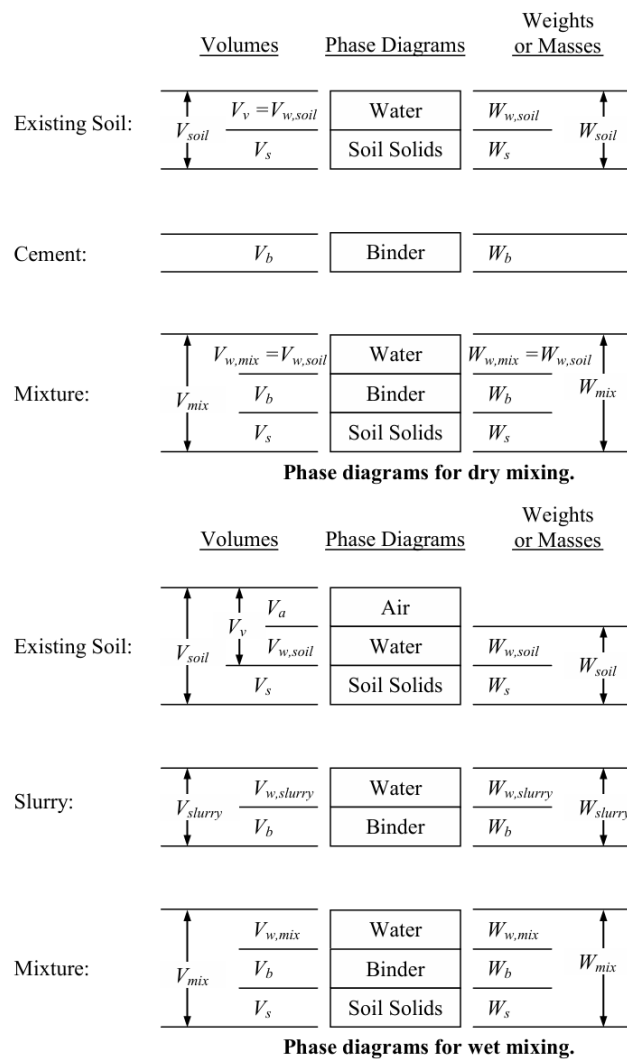 Volumes Phase Diagrams Weights or Masses
Existing Soil:
V_soil
V_v = V_w,soil Water W_w,soil
V_s Soil Solids W_s
W_soil
Cement:
V_b Binder W_b
Mixture:
V_mix
V_w,mix = V_w,soil Water W_w,mix = W_w,soil
V_b Binder W_b
V_s Soil Solids W_s
W_mix
Phase diagrams for dry mixing.
Volumes Phase Diagrams Weights or Masses
Existing Soil:
V_soil
V_v
V_a Air
V_w,soil Water W_w,soil
V_s Soil Solids W_s
W_soil
Slurry:
V_slurry
V_w,slurry Water W_w,slurry
V_b Binder W_b
W_slurry
Mixture:
V_mix
V_w,mix Water W_w,mix
V_b Binder W_b
V_s Soil Solids W_s
W_mix
Phase diagrams for wet mixing.